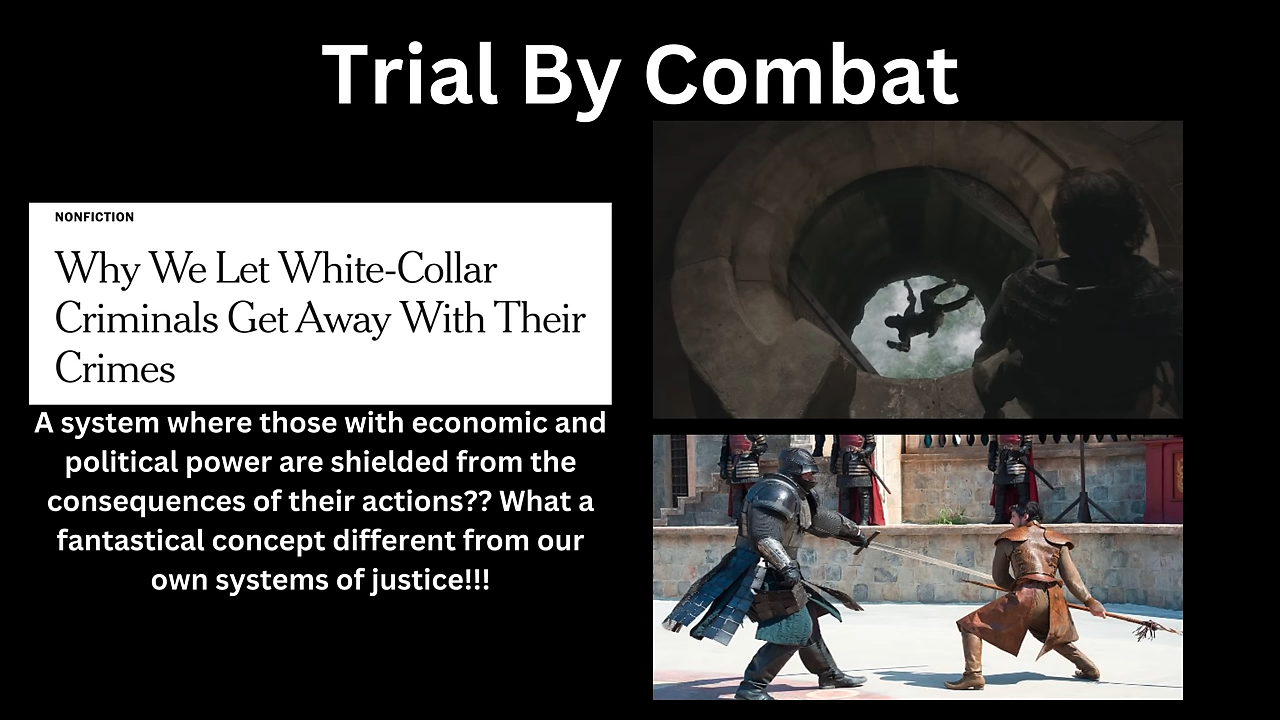 Trial By Combat
NONFICTION
Why We Let White-Collar
Criminals Get Away With Their
Crimes
A system where those with economic and
political power are shielded from the
consequences of their actions?? What a
fantastical concept different from our
own systems of justice!!!